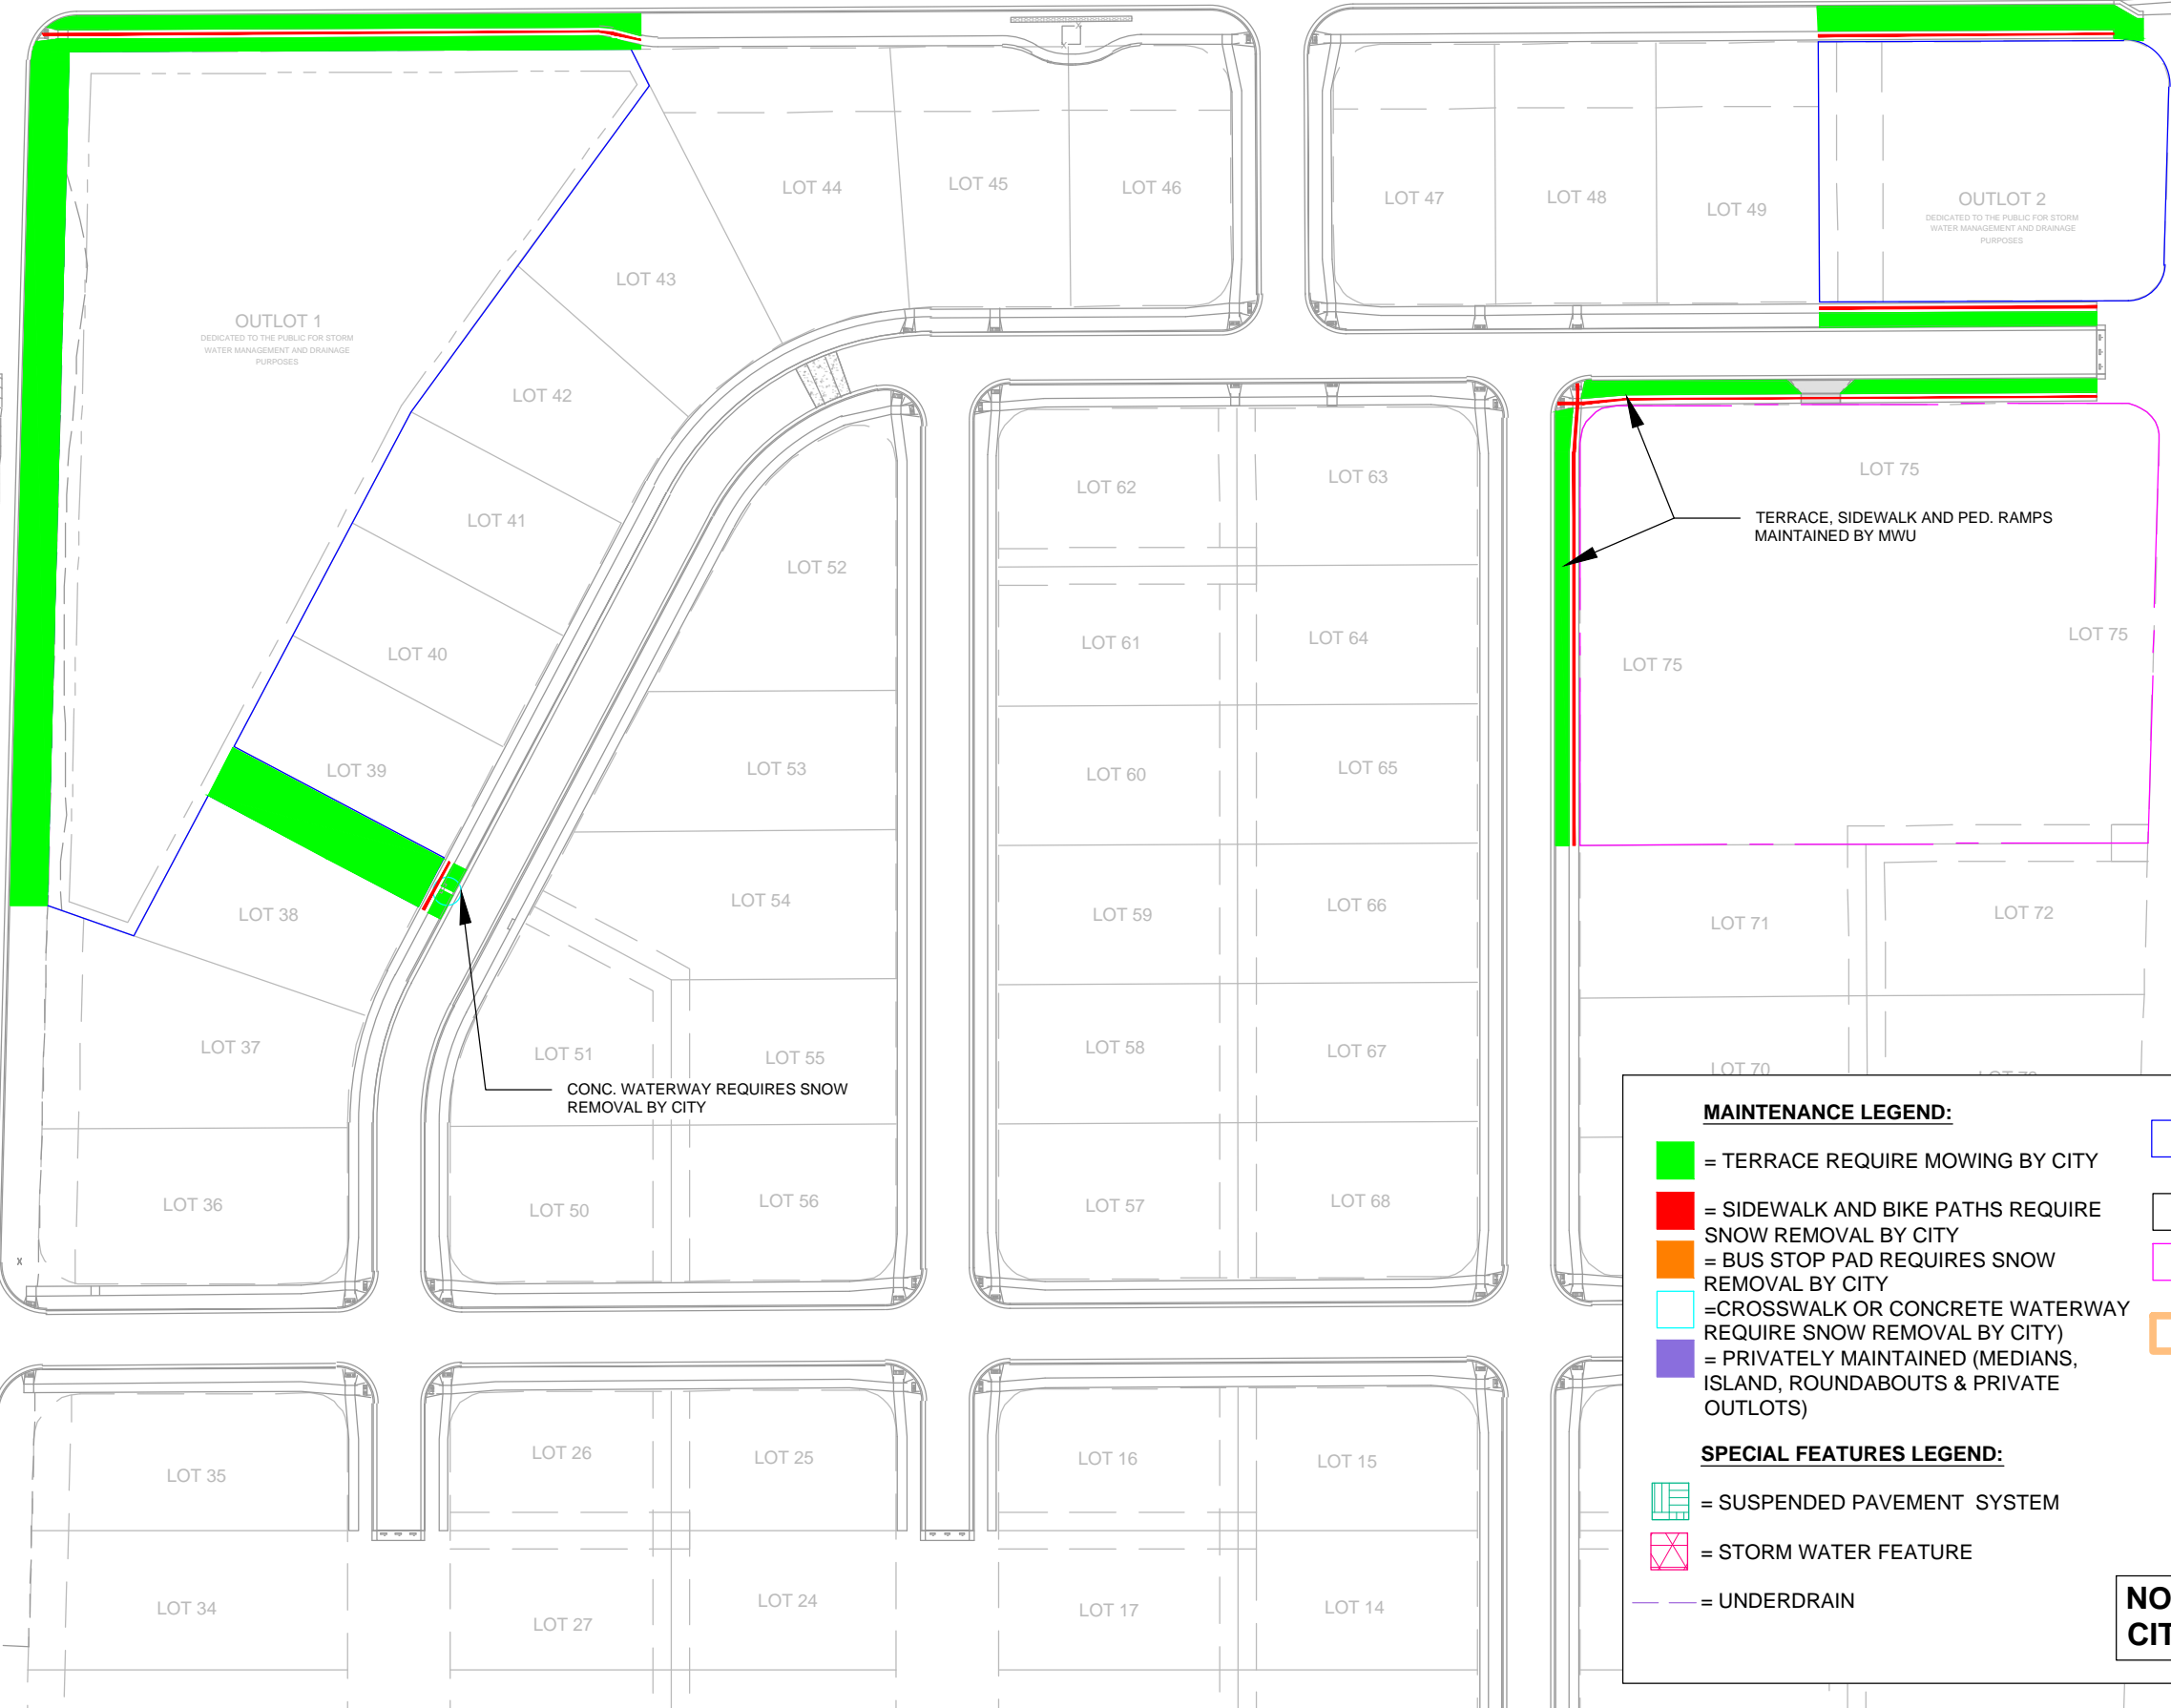 LOT 44
LOT 45
LOT 46
LOT 47
LOT 48
LOT 49
OUTLOT 2
DEDICATED TO THE PUBLIC FOR STORM
WATER MANAGEMENT AND DRAINAGE
PURPOSES
LOT 43
OUTLOT 1
DEDICATED TO THE PUBLIC FOR STORM
WATER MANAGEMENT AND DRAINAGE
PURPOSES
LOT 42
LOT 41
LOT 40
LOT 39
LOT 38
LOT 37
LOT 36
LOT 52
LOT 53
LOT 54
LOT 51
LOT 55
CONC. WATERWAY REQUIRES SNOW
REMOVAL BY CITY
LOT 50
LOT 56
LOT 62
LOT 63
LOT 61
LOT 64
LOT 60
LOT 65
LOT 59
LOT 66
LOT 58
LOT 67
LOT 57
LOT 68
LOT 75
TERRACE, SIDEWALK AND PED. RAMPS
MAINTAINED BY MWU
LOT 75
LOT 75
LOT 71
LOT 72
LOT 70
X
LOT 35
LOT 26
LOT 25
LOT 16
LOT 15
LOT 34
LOT 27
LOT 24
LOT 17
LOT 14
MAINTENANCE LEGEND:
= TERRACE REQUIRE MOWING BY CITY
= SIDEWALK AND BIKE PATHS REQUIRE
SNOW REMOVAL BY CITY
= BUS STOP PAD REQUIRES SNOW
REMOVAL BY CITY
=CROSSWALK OR CONCRETE WATERWAY
REQUIRE SNOW REMOVAL BY CITY)
= PRIVATELY MAINTAINED (MEDIANS,
ISLAND, ROUNDABOUTS & PRIVATE
OUTLOTS)
SPECIAL FEATURES LEGEND:
= SUSPENDED PAVEMENT SYSTEM
= STORM WATER FEATURE
= UNDERDRAIN